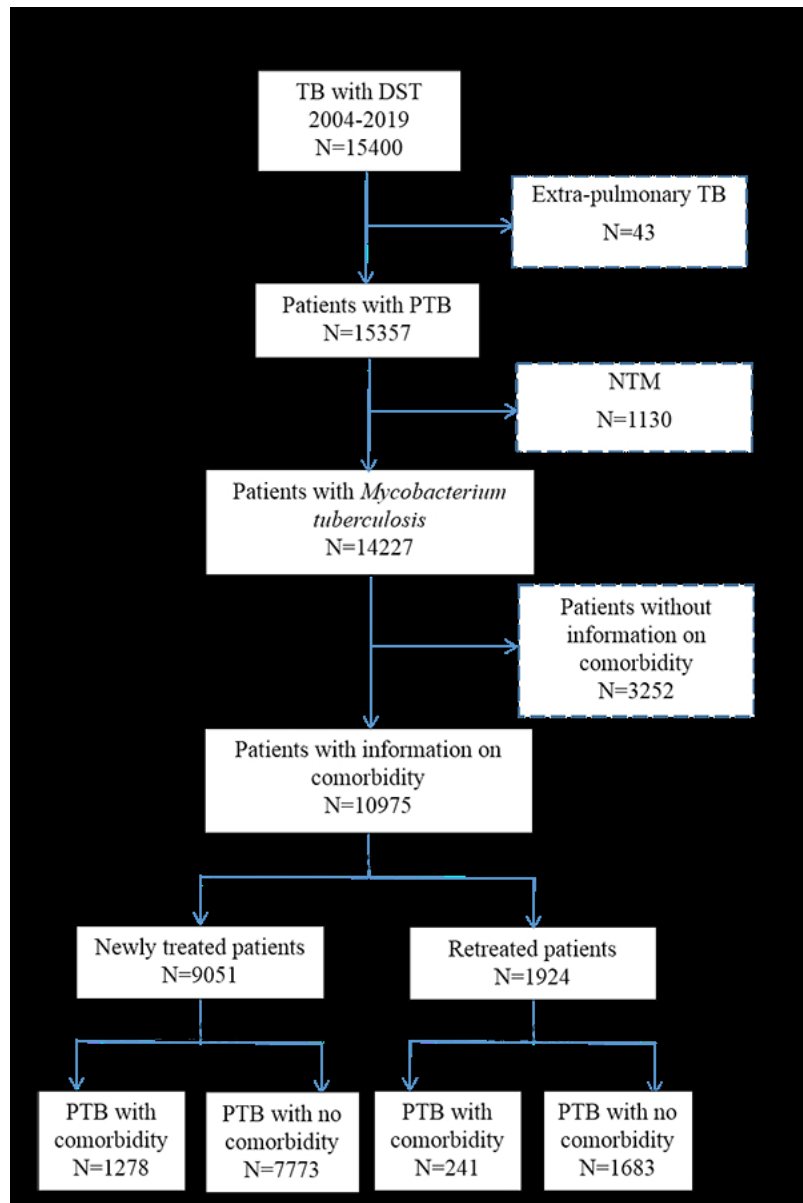 TB with DST
2004-2019
N=15400
Extra-pulmonary TB
N=43
Patients with PTB
N=15357
NTM
N=1130
Patients with Mycobacterium
tuberculosis
N=14227
Patients without
information on
comorbidity
N=3252
Patients with information on
comorbidity
N=10975
Newly treated patients
N=9051
Retreated patients
N=1924
PTB with
comorbidity
N=1278
PTB with no
comorbidity
N=7773
PTB with
comorbidity
N=241
PTB with no
comorbidity
N=1683